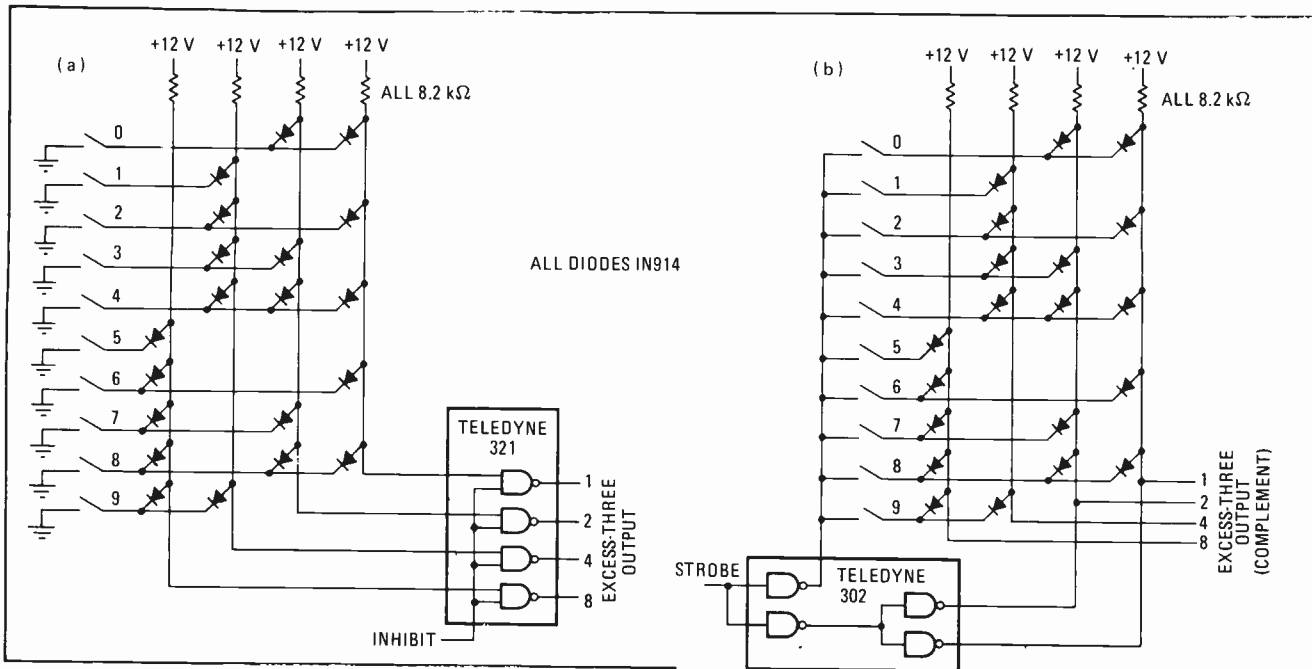 (a)
+12 V +12 V +12 V +12 V
ALL 8.2 kΩ
0
1
2
3
4
5
6
7
8
9
TELEDYNE
321
1
2
4
8
EXCESS-THREE
OUTPUT
INHIBIT
ALL DIODES IN914
(b)
+12 V +12 V +12 V +12 V
ALL 8.2 kΩ
0
1
2
3
4
5
6
7
8
9
1
2
4
8
EXCESS-THREE
OUTPUT
(COMPLEMENT)
STROBE
TELEDYNE
302